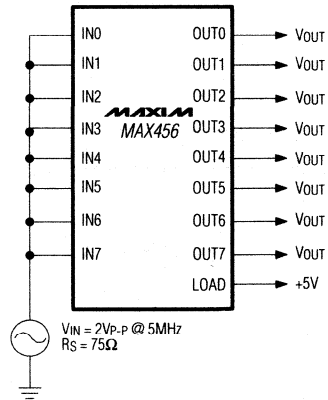 IN0 OUT0 VOUT
IN1 OUT1 VOUT
IN2 OUT2 VOUT
MAXIM
IN3 MAX456 OUT3 VOUT
IN4 OUT4 VOUT
IN5 OUT5 VOUT
IN6 OUT6 VOUT
IN7 OUT7 VOUT
LOAD +5V
VIN = 2VP-P @ 5MHz
RS = 75Ω